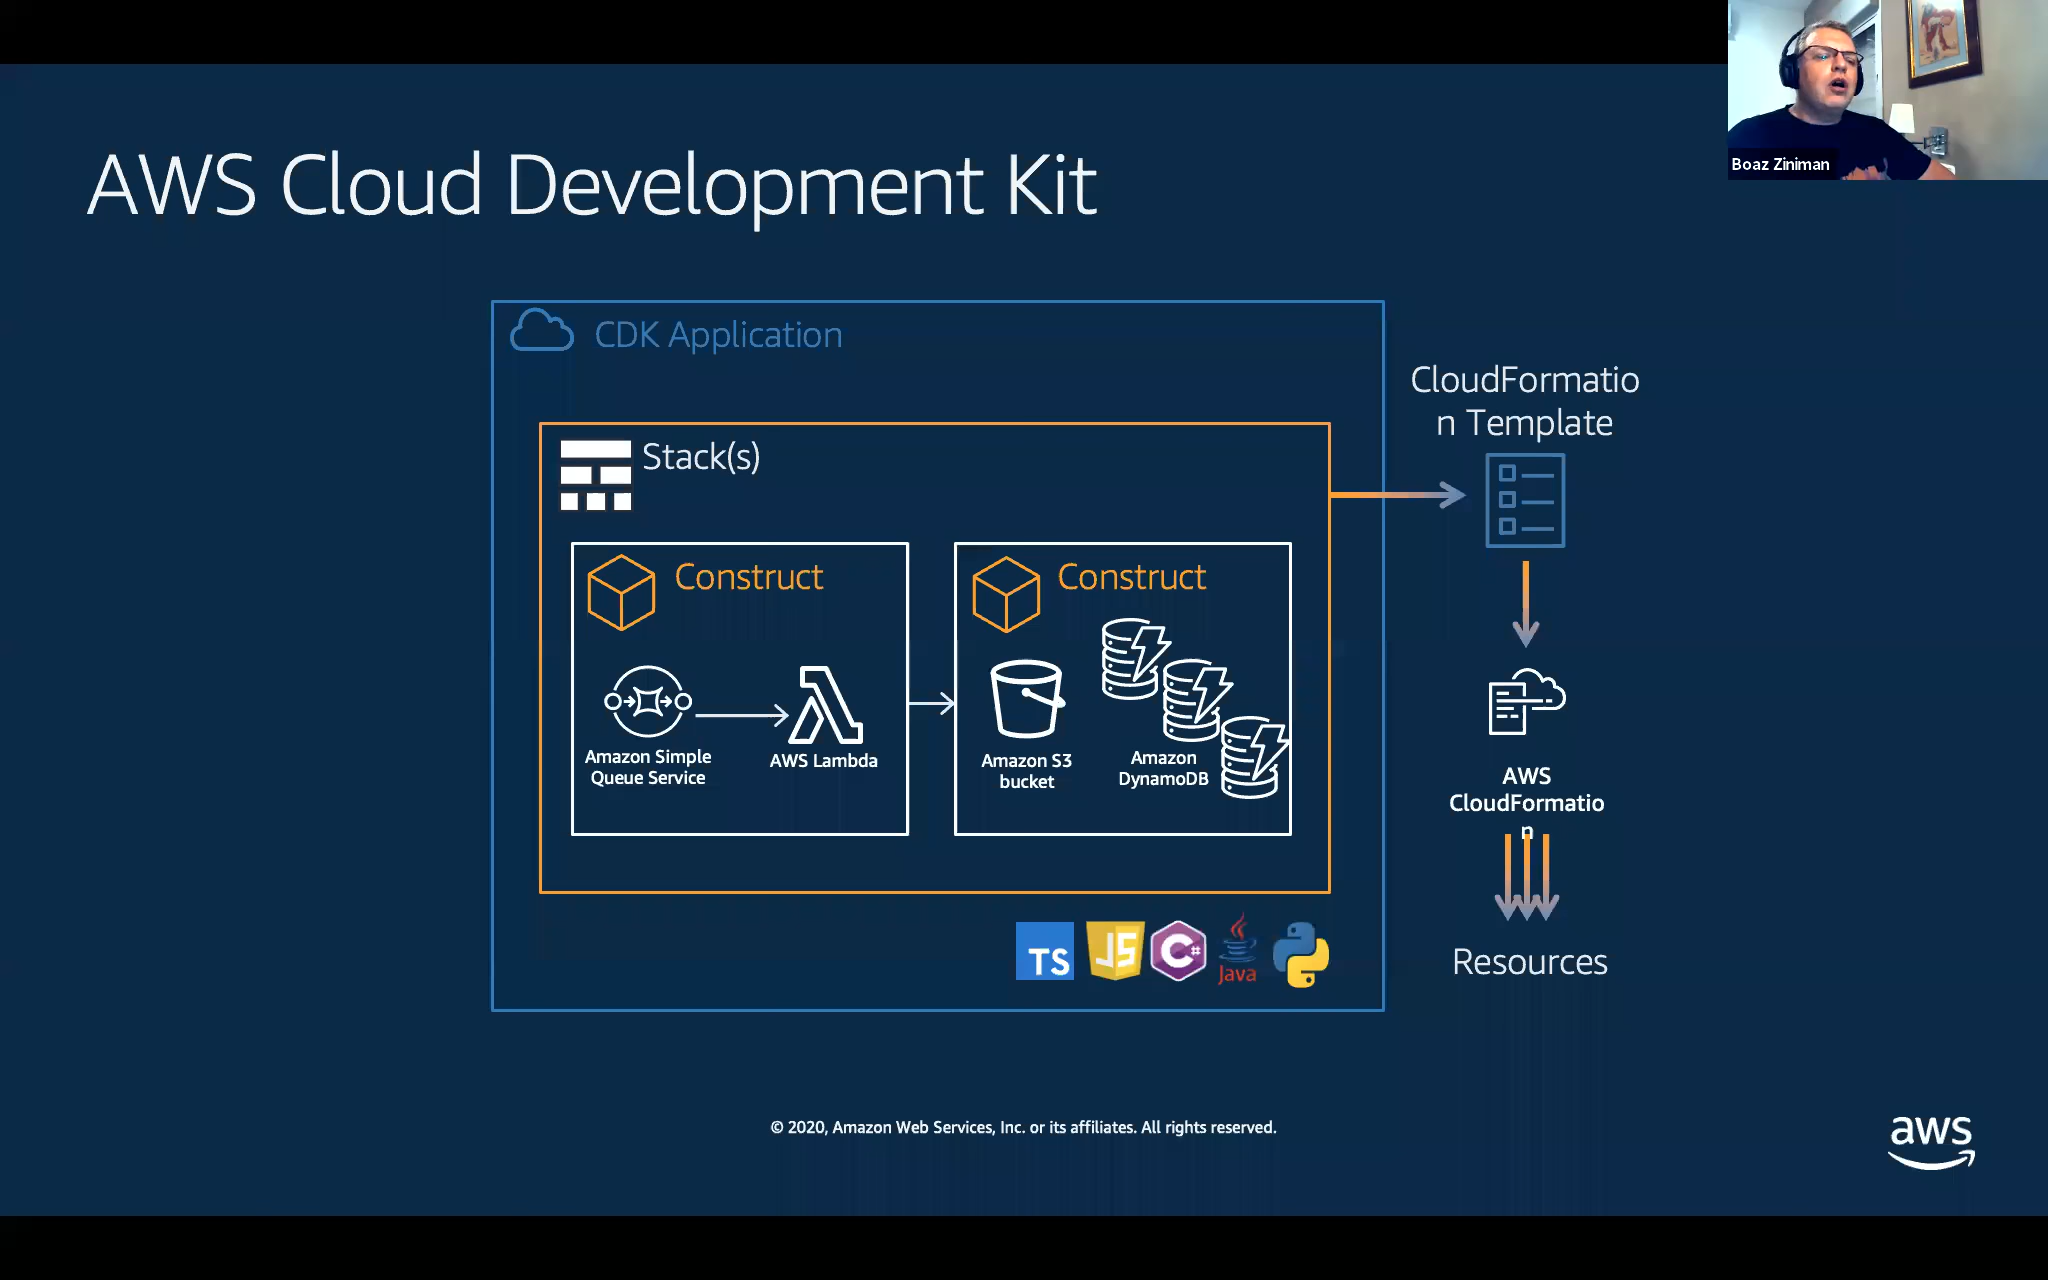 Boaz Ziniman
AWS Cloud Development Kit
CDK Application
Stack(s)
Construct
Amazon Simple
Queue Service
AWS Lambda
Construct
Amazon S3
bucket
Amazon
DynamoDB
TS
JS
C#
Java
CloudFormatio
n Template
AWS
CloudFormatio
n
Resources
© 2020, Amazon Web Services, Inc. or its affiliates. All rights reserved.
aws